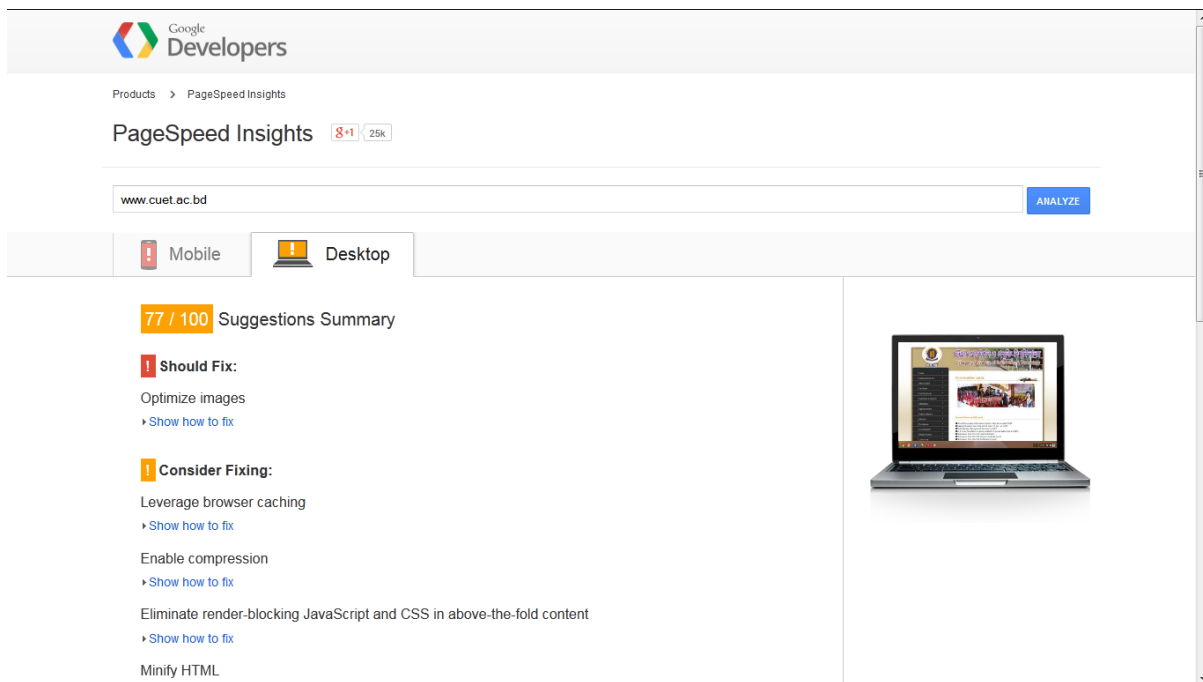 Google
Developers
Products > PageSpeed Insights
PageSpeed Insights g+1 25k
www.cuet.ac.bd ANALYZE
! Mobile ! Desktop
77 / 100 Suggestions Summary
! Should Fix:
Optimize images
Show how to fix
! Consider Fixing:
Leverage browser caching
Show how to fix
Enable compression
Show how to fix
Eliminate render-blocking JavaScript and CSS in above-the-fold content
Show how to fix
Minify HTML